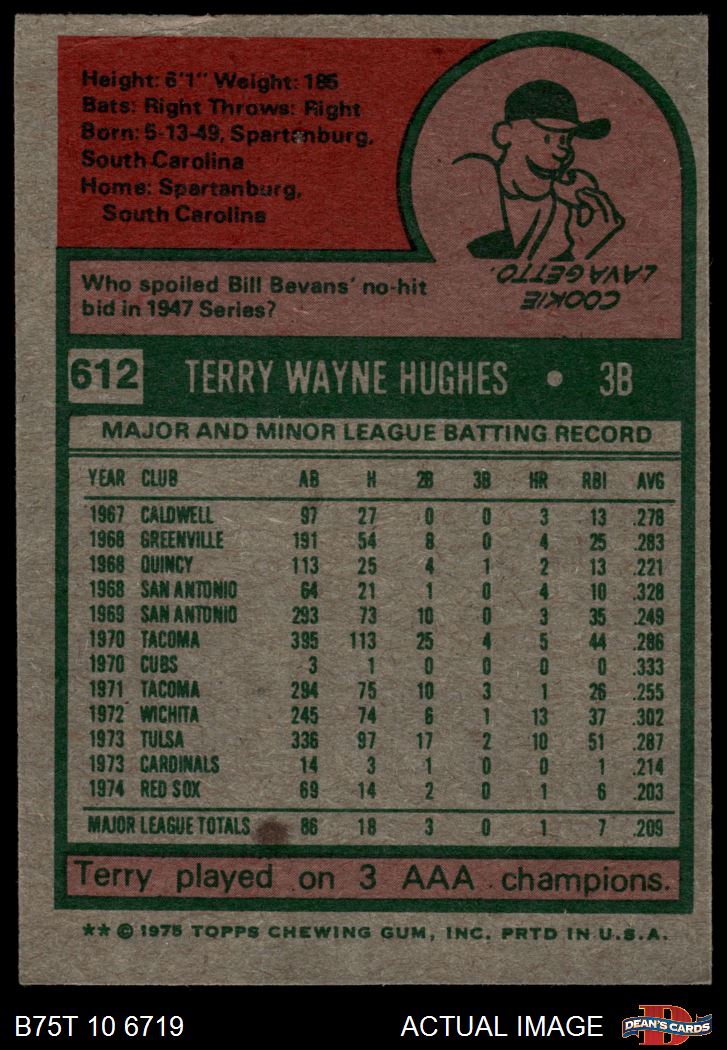 Height: 6'1" Weight: 185
Bats: Right Throws: Right
Born: 5-13-49, Spartanburg,
South Carolina
Home: Spartanburg,
South Carolina
COOKIE
LAVAGETTO.
Who spoiled Bill Bevans' no-hit
bid in 1947 Series?
612 TERRY WAYNE HUGHES • 3B
MAJOR AND MINOR LEAGUE BATTING RECORD
YEAR CLUB AB H 2B 3B HR RBI AVG
1967 CALDWELL 97 27 0 0 3 13 .278
1968 GREENVILLE 191 54 8 0 4 25 .283
1968 QUINCY 113 25 4 1 2 13 .221
1968 SAN ANTONIO 64 21 1 0 4 10 .328
1969 SAN ANTONIO 293 73 10 0 3 35 .249
1970 TACOMA 395 113 25 4 5 44 .286
1970 CUBS 3 1 0 0 0 0 .333
1971 TACOMA 294 75 10 3 1 26 .255
1972 WICHITA 245 74 6 1 13 37 .302
1973 TULSA 336 97 17 2 10 51 .287
1973 CARDINALS 14 3 1 0 0 1 .214
1974 RED SOX 69 14 2 0 1 6 .203
MAJOR LEAGUE TOTALS 86 18 3 0 1 7 .209
Terry played on 3 AAA champions.
** © 1975 TOPPS CHEWING GUM, INC. PRTD IN U.S.A.
B75T 10 6719 ACTUAL IMAGE D DEAN'S CARDS